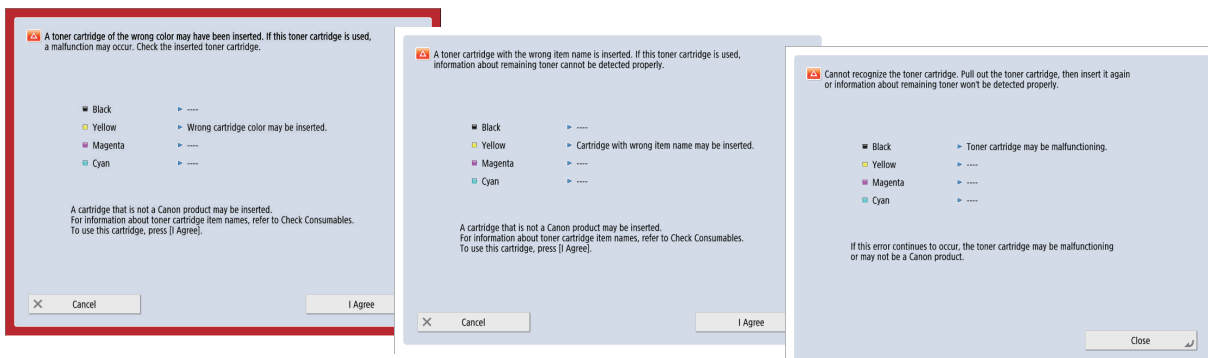 A toner cartridge of the wrong color may have been inserted. If this toner cartridge is used,
a malfunction may occur. Check the inserted toner cartridge.
Black ----
Yellow Wrong cartridge color may be inserted.
Magenta ----
Cyan ----
A cartridge that is not a Canon product may be inserted.
For information about toner cartridge item names, refer to Check Consumables.
To use this cartridge, press [I Agree].
Cancel
I Agree
A toner cartridge with the wrong item name is inserted. If this toner cartridge is used,
information about remaining toner cannot be detected properly.
Black ----
Yellow Cartridge with wrong item name may be inserted.
Magenta ----
Cyan ----
A cartridge that is not a Canon product may be inserted.
For information about toner cartridge item names, refer to Check Consumables.
To use this cartridge, press [I Agree].
Cancel
I Agree
Cannot recognize the toner cartridge. Pull out the toner cartridge, then insert it again
or information about remaining toner won't be detected properly.
Black Toner cartridge may be malfunctioning.
Yellow ----
Magenta ----
Cyan ----
If this error continues to occur, the toner cartridge may be malfunctioning
or may not be a Canon product.
Close